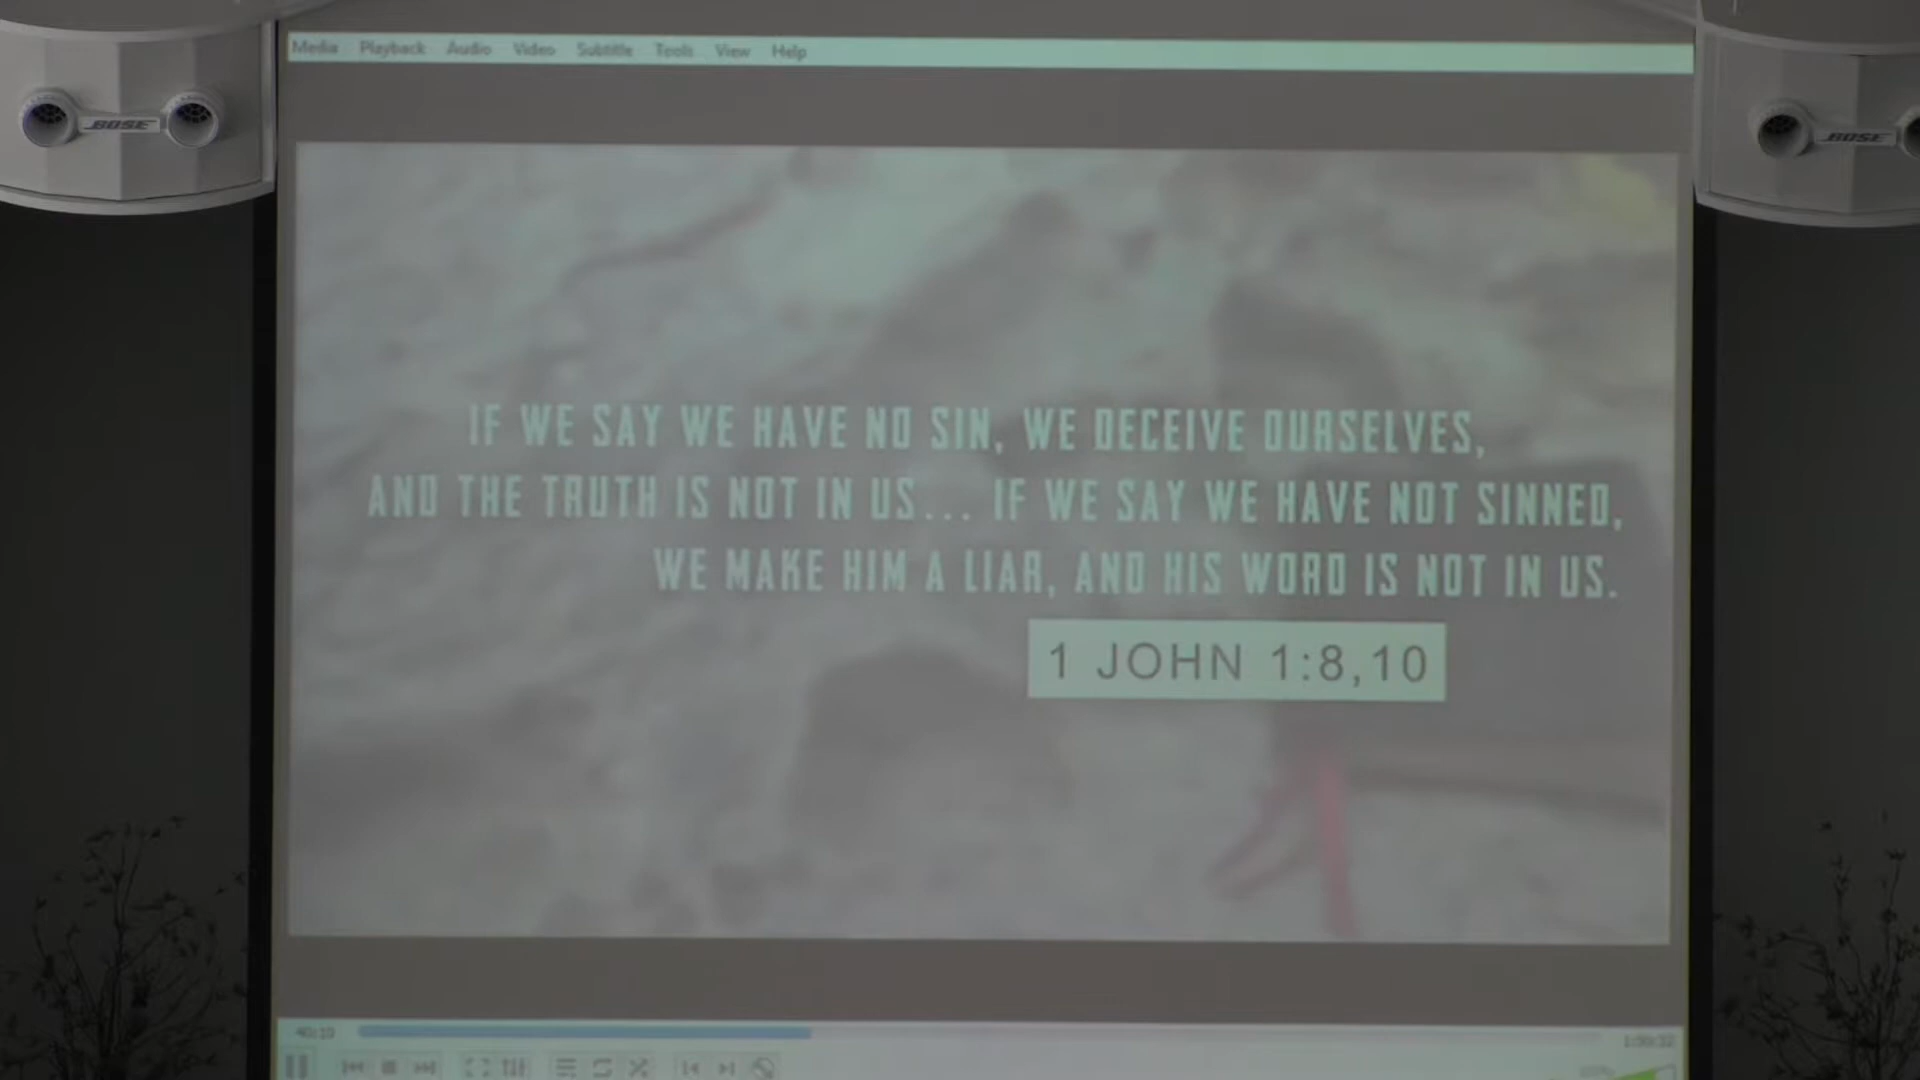 Media Playback Audio Video Subtitle Tools View Help
BOSE
BOSE
IF WE SAY WE HAVE NO SIN, WE DECEIVE OURSELVES,
AND THE TRUTH IS NOT IN US... IF WE SAY WE HAVE NOT SINNED,
WE MAKE HIM A LIAR, AND HIS WORD IS NOT IN US.
1 JOHN 1:8,10